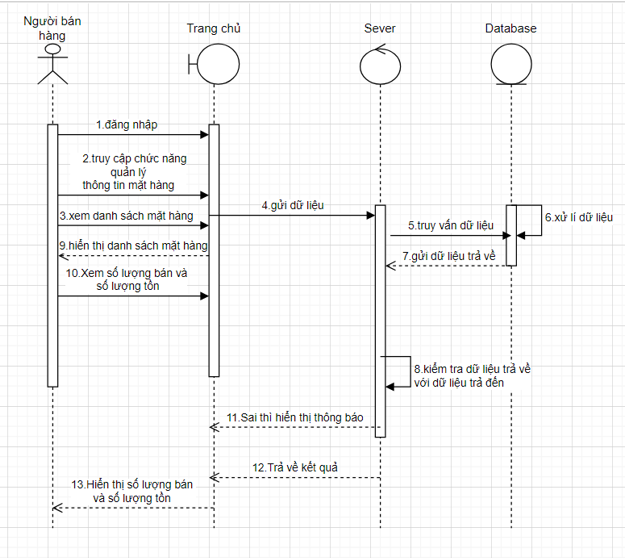 Người bán
hàng
Trang chủ
Sever
Database
1.đăng nhập
2.truy cập chức năng
quản lý
thông tin mặt hàng
3.xem danh sách mặt hàng
4.gửi dữ liệu
5.truy vấn dữ liệu
6.xử lí dữ liệu
7.gửi dữ liệu trả về
9.hiển thị danh sách mặt hàng
10.Xem số lượng bán và
số lượng tồn
8.kiểm tra dữ liệu trả về
với dữ liệu trả đến
11.Sai thì hiển thị thông báo
12.Trả về kết quả
13.Hiển thị số lượng bán
và số lượng tồn